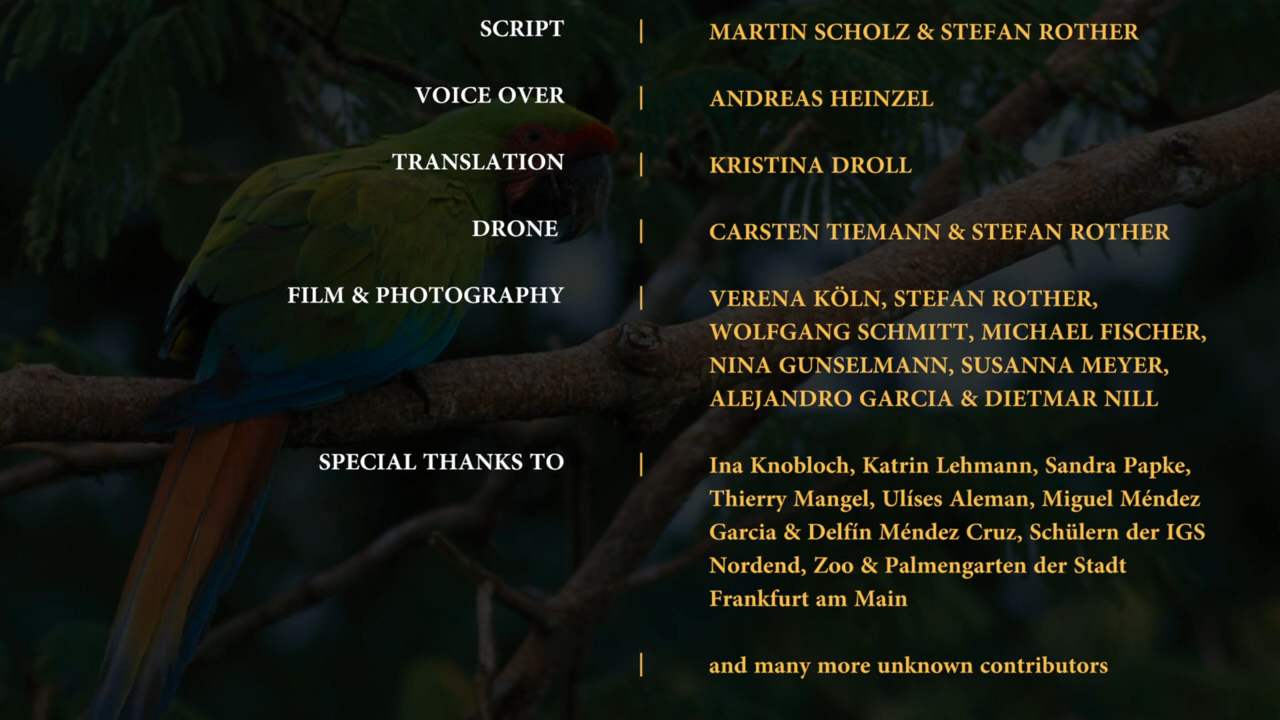 SCRIPT | MARTIN SCHOLZ & STEFAN ROTHER
VOICE OVER | ANDREAS HEINZEL
TRANSLATION | KRISTINA DROLL
DRONE | CARSTEN TIEMANN & STEFAN ROTHER
FILM & PHOTOGRAPHY | VERENA KÖLN, STEFAN ROTHER,
WOLFGANG SCHMITT, MICHAEL FISCHER,
NINA GUNSELMANN, SUSANNA MEYER,
ALEJANDRO GARCIA & DIETMAR NILL
SPECIAL THANKS TO | Ina Knobloch, Katrin Lehmann, Sandra Papke,
Thierry Mangel, Ulíses Aleman, Miguel Méndez
Garcia & Delfín Méndez Cruz, Schülern der IGS
Nordend, Zoo & Palmengarten der Stadt
Frankfurt am Main
| and many more unknown contributors